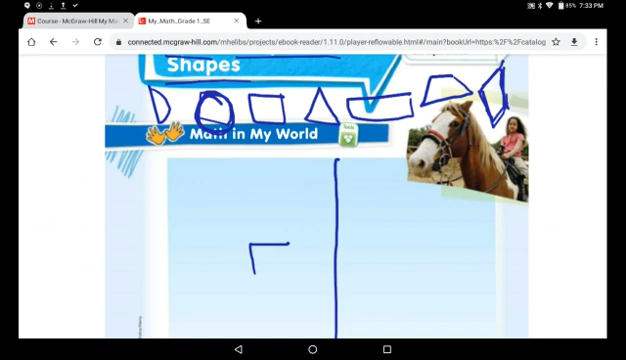 85% 7:33 PM
Course - McGraw-Hill My M
My_Math_Grade 1_SE
connected.mcgraw-hill.com/mhelibs/projects/ebook-reader/1.11.0/player-reflowable.html#/main?bookUrl=https:%2F%2Fcatalog
Shapes
Math in My World